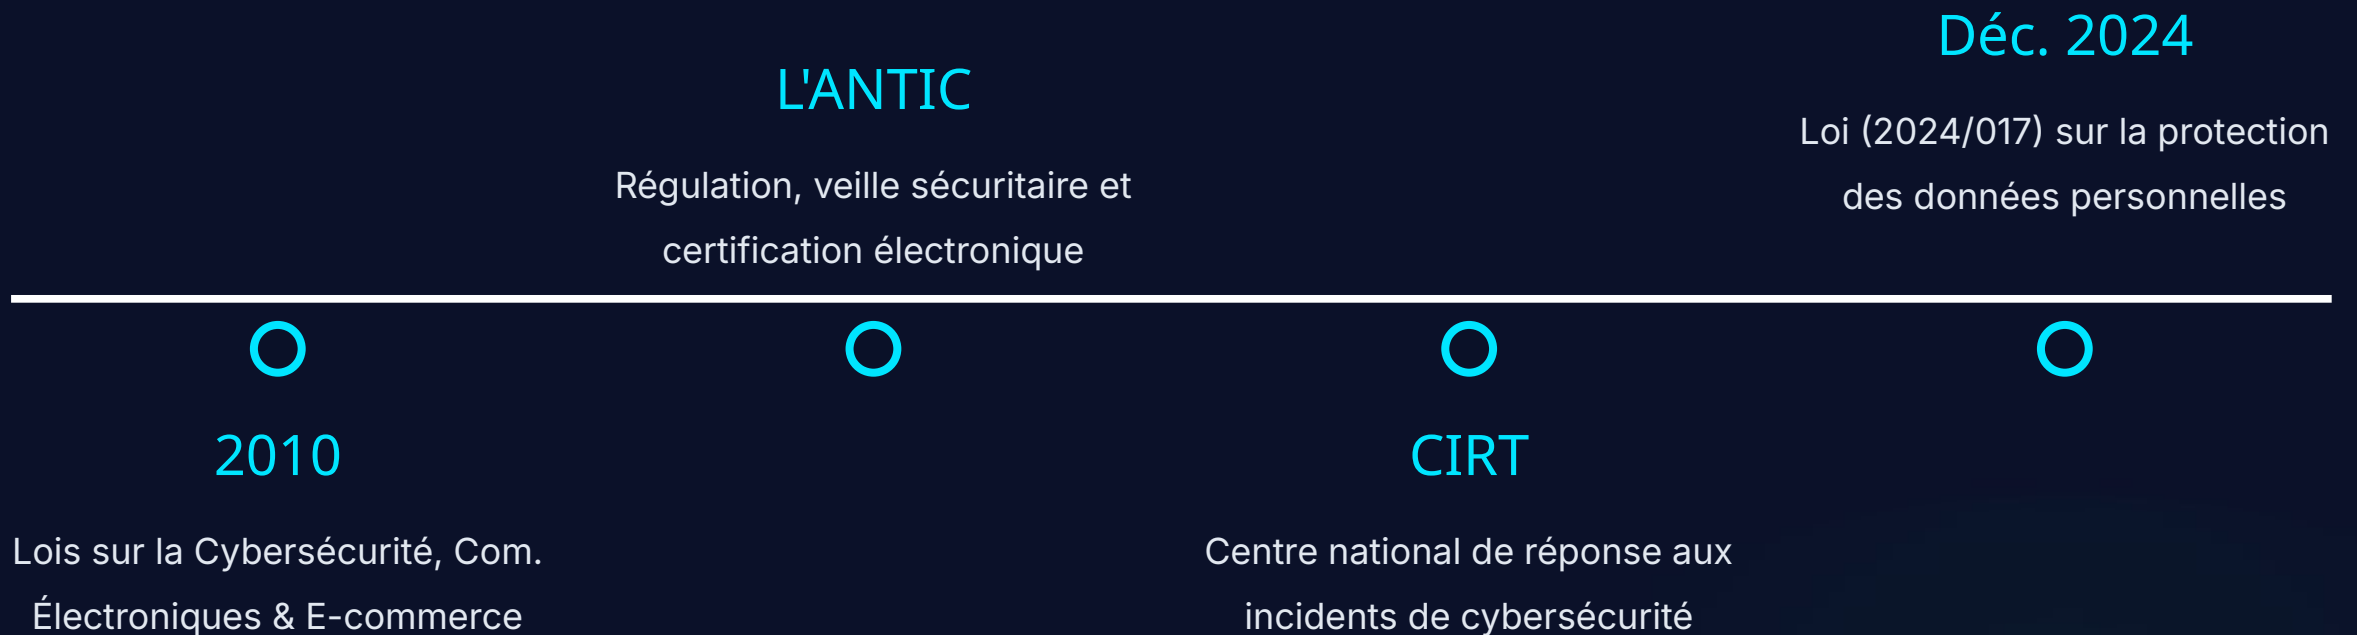 2010
Lois sur la Cybersécurité, Com.
Électroniques & E-commerce
L'ANTIC
Régulation, veille sécuritaire et
certification électronique
CIRT
Centre national de réponse aux
incidents de cybersécurité
Déc. 2024
Loi (2024/017) sur la protection
des données personnelles